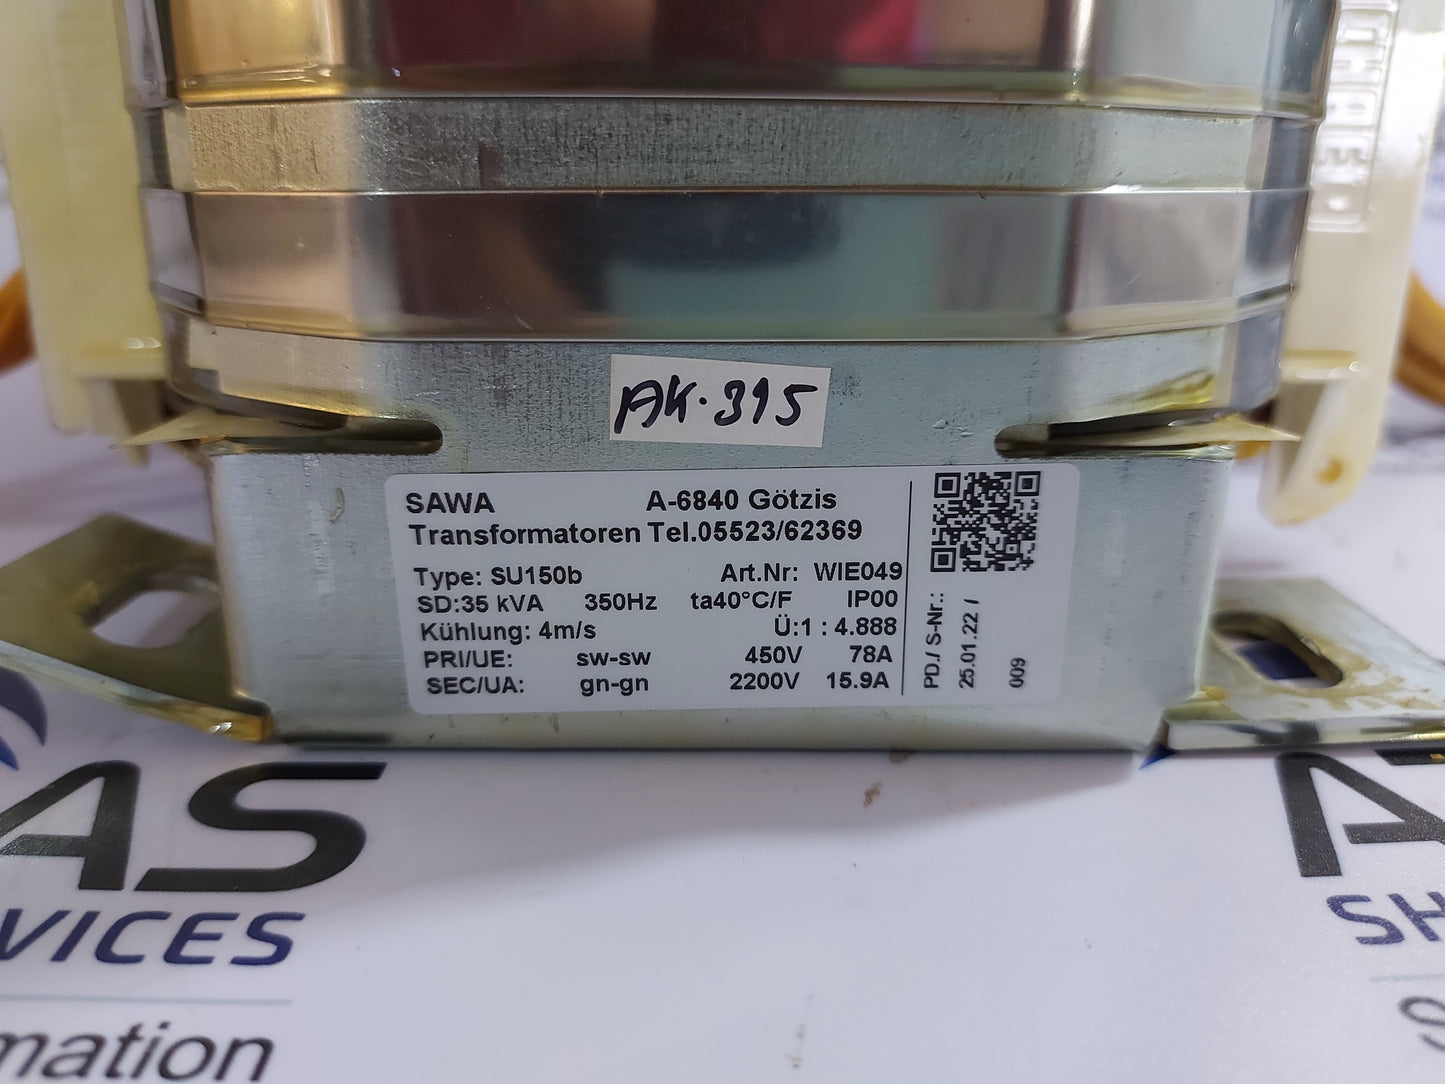 AK-395
SAWA A-6840 Götzis
Transformatoren Tel.05523/62369
Type: SU150b Art.Nr: WIE049
SD:35 kVA 350Hz ta40°C/F IP00
Kühlung: 4m/s Ü:1 : 4.888
PRI/UE: sw-sw 450V 78A
SEC/UA: gn-gn 2200V 15.9A
PD./ S-Nr.:
25.01.22 /
009
AS
VICES
mation
A
SH
S